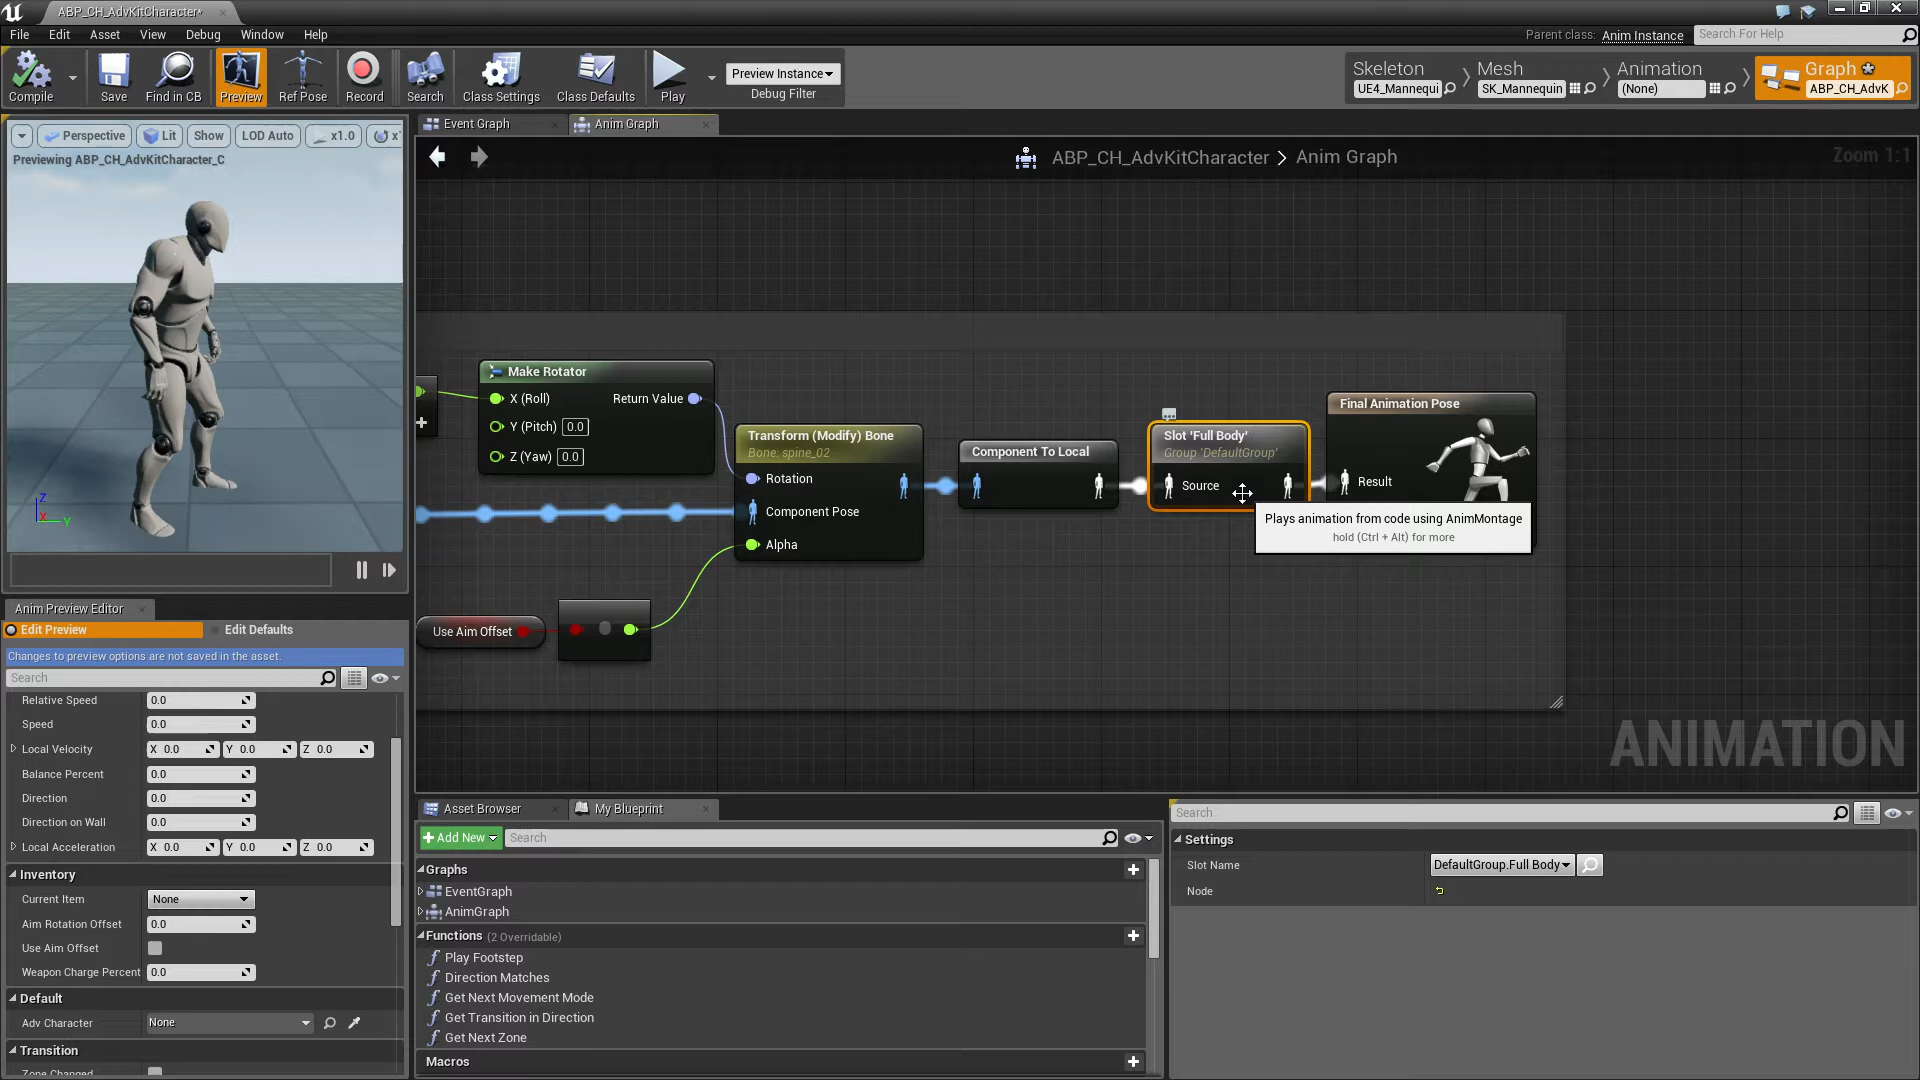 ABP_CH_AdvKitCharacter*
File Edit Asset View Debug Window Help
Parent class: Anim Instance Search For Help
Compile Save Find in CB Preview Ref Pose Record Search Class Settings Class Defaults Play
Preview Instance
Debug Filter
Skeleton
UE4_Mannequi
Mesh
SK_Mannequin
Animation
(None)
Graph
ABP_CH_AdvK
Perspective Lit Show LOD Auto x1.0
Previewing ABP_CH_AdvKitCharacter_C
Z
X
Y
Event Graph Anim Graph
ABP_CH_AdvKitCharacter > Anim Graph
Zoom 1:1
Make Rotator
X (Roll) Return Value
Y (Pitch) 0.0
Z (Yaw) 0.0
Transform (Modify) Bone
Bone: spine_02
Rotation
Component Pose
Alpha
Use Aim Offset
Component To Local
Slot 'Full Body'
Group 'DefaultGroup'
Source
Final Animation Pose
Result
Plays animation from code using AnimMontage
hold (Ctrl + Alt) for more
ANIMATION
Anim Preview Editor
Edit Preview Edit Defaults
Changes to preview options are not saved in the asset.
Search
Relative Speed 0.0
Speed 0.0
Local Velocity X 0.0 Y 0.0 Z 0.0
Balance Percent 0.0
Direction 0.0
Direction on Wall 0.0
Local Acceleration X 0.0 Y 0.0 Z 0.0
Inventory
Current Item None
Aim Rotation Offset 0.0
Use Aim Offset
Weapon Charge Percent 0.0
Default
Adv Character None
Transition
Zone Changed
Asset Browser My Blueprint
+ Add New Search
Graphs
EventGraph
AnimGraph
Functions (2 Overridable)
Play Footstep
Direction Matches
Get Next Movement Mode
Get Transition in Direction
Get Next Zone
Macros
Search
Settings
Slot Name DefaultGroup.Full Body
Node